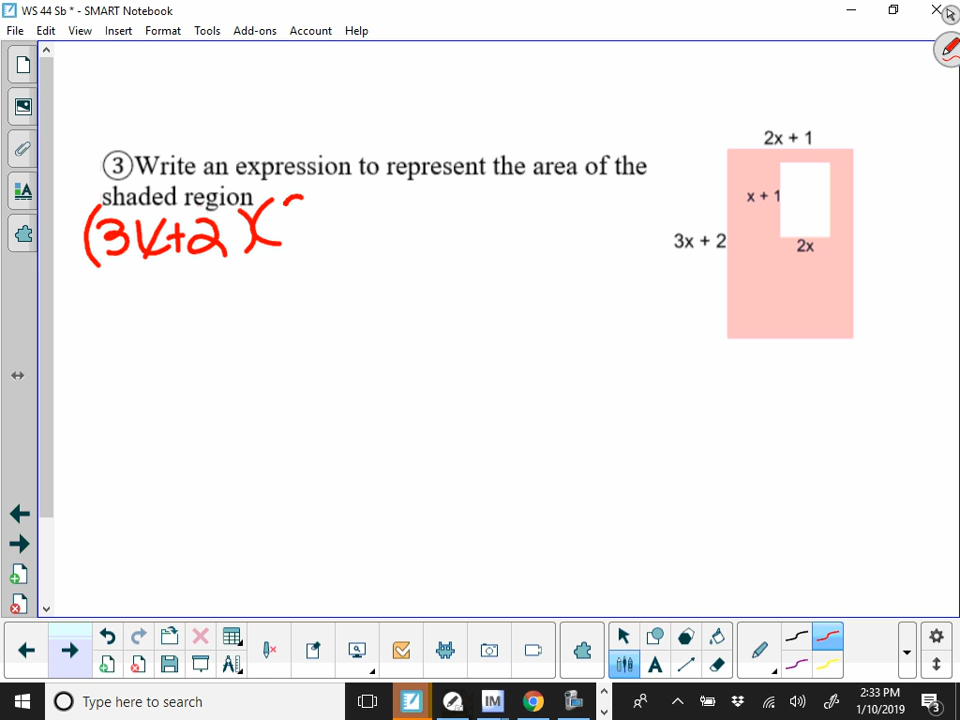 WS 44 Sb * - SMART Notebook
File Edit View Insert Format Tools Add-ons Account Help
2x + 1
③Write an expression to represent the area of the
shaded region
x + 1
(3x+2)(
3x + 2
2x
Type here to search
IM
2:33 PM
1/10/2019
3